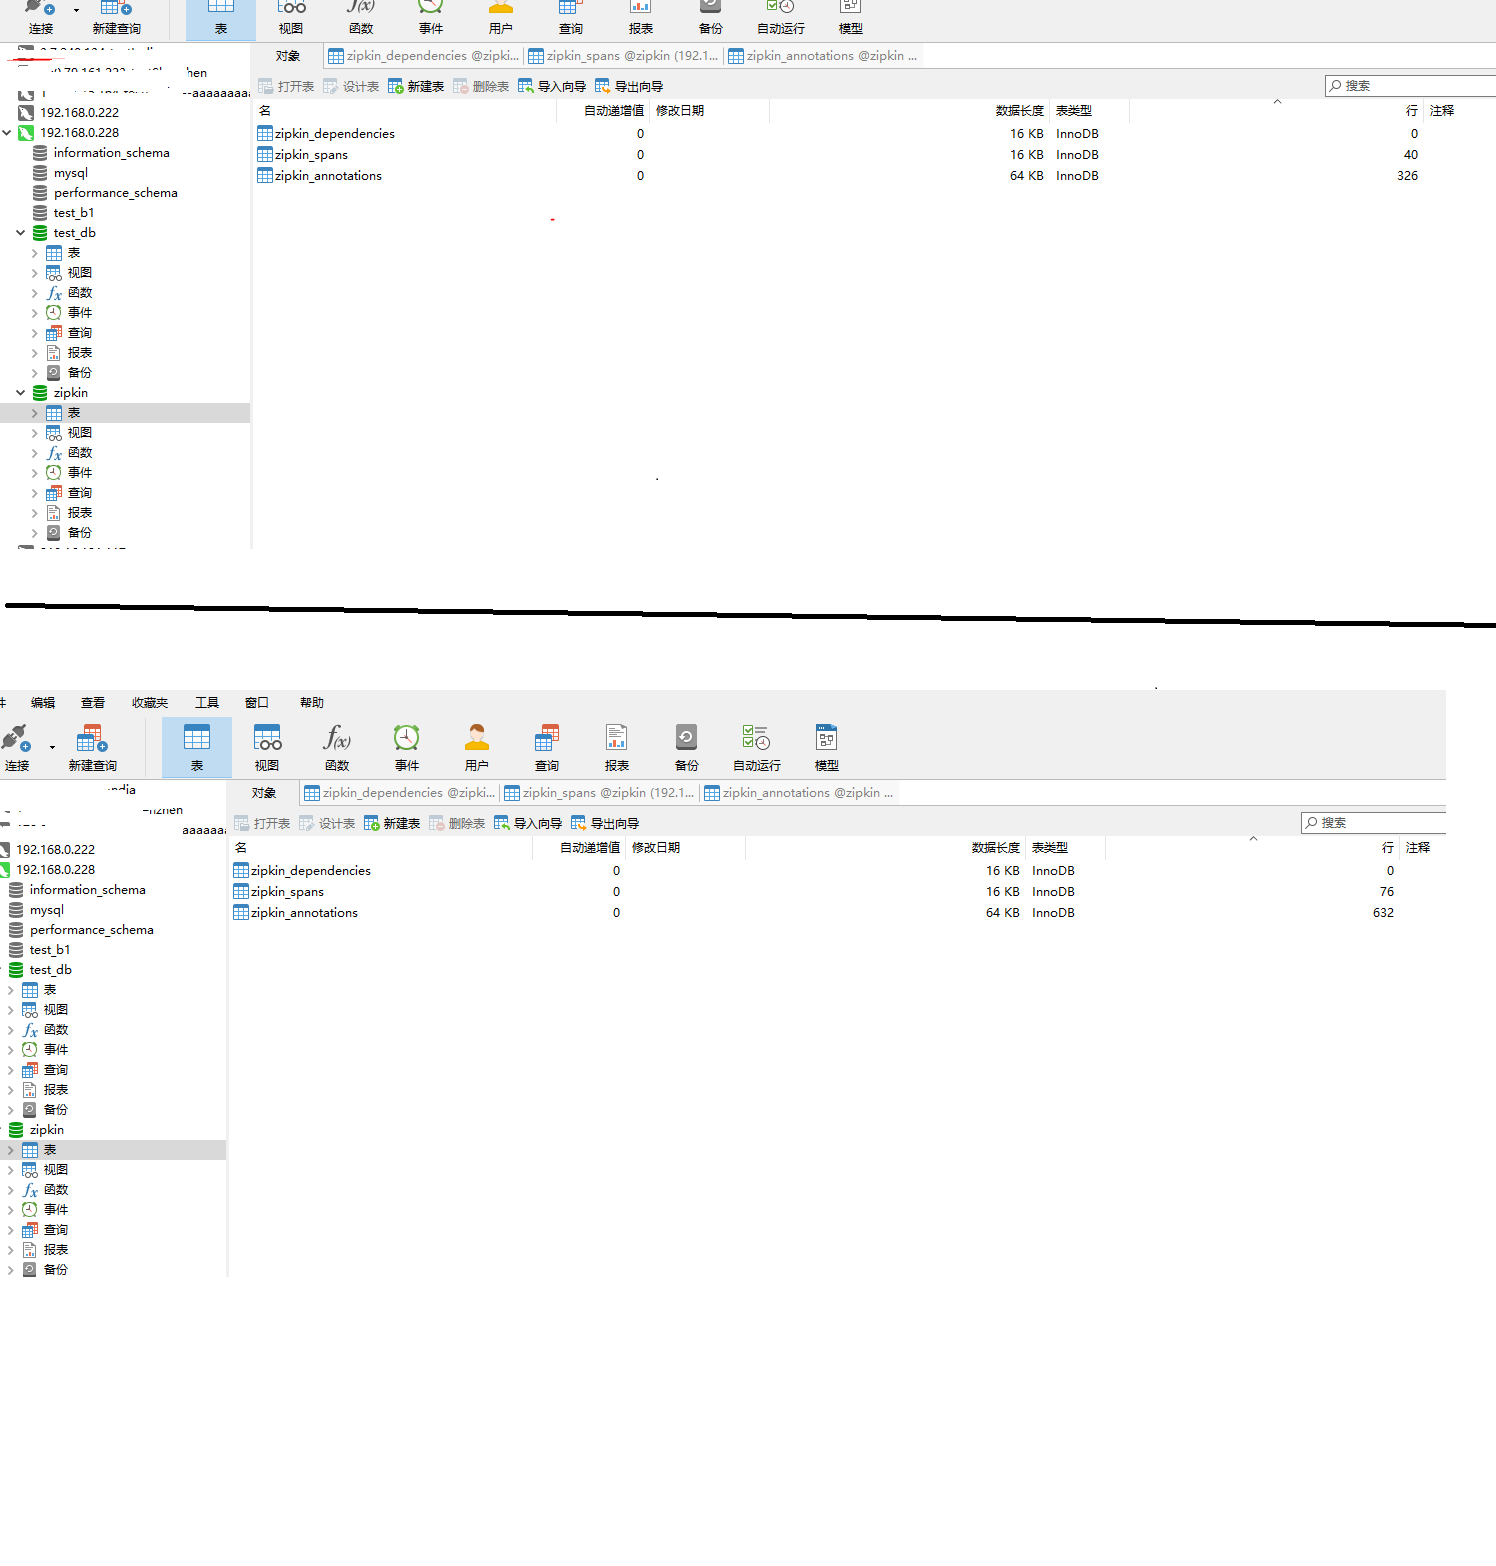 连接 新建查询 表 视图 函数 事件 用户 查询 报表 备份 自动运行 模型
对象 zipkin_dependencies @zipki... zipkin_spans @zipkin (192.1... zipkin_annotations @zipkin ...
打开表 设计表 新建表 删除表 导入向导 导出向导 搜索
名 自动递增值 修改日期 数据长度 表类型 行 注释
zipkin_dependencies 0 16 KB InnoDB 0
zipkin_spans 0 16 KB InnoDB 40
zipkin_annotations 0 64 KB InnoDB 326
hen
192.168.0.222
192.168.0.228
information_schema
mysql
performance_schema
test_b1
test_db
表
视图
函数
事件
查询
报表
备份
zipkin
表
视图
函数
事件
查询
报表
备份
编辑 查看 收藏夹 工具 窗口 帮助
连接 新建查询 表 视图 函数 事件 用户 查询 报表 备份 自动运行 模型
对象 zipkin_dependencies @zipki... zipkin_spans @zipkin (192.1... zipkin_annotations @zipkin ...
打开表 设计表 新建表 删除表 导入向导 导出向导 搜索
名 自动递增值 修改日期 数据长度 表类型 行 注释
zipkin_dependencies 0 16 KB InnoDB 0
zipkin_spans 0 16 KB InnoDB 76
zipkin_annotations 0 64 KB InnoDB 632
192.168.0.222
192.168.0.228
information_schema
mysql
performance_schema
test_b1
test_db
表
视图
函数
事件
查询
报表
备份
zipkin
表
视图
函数
事件
查询
报表
备份